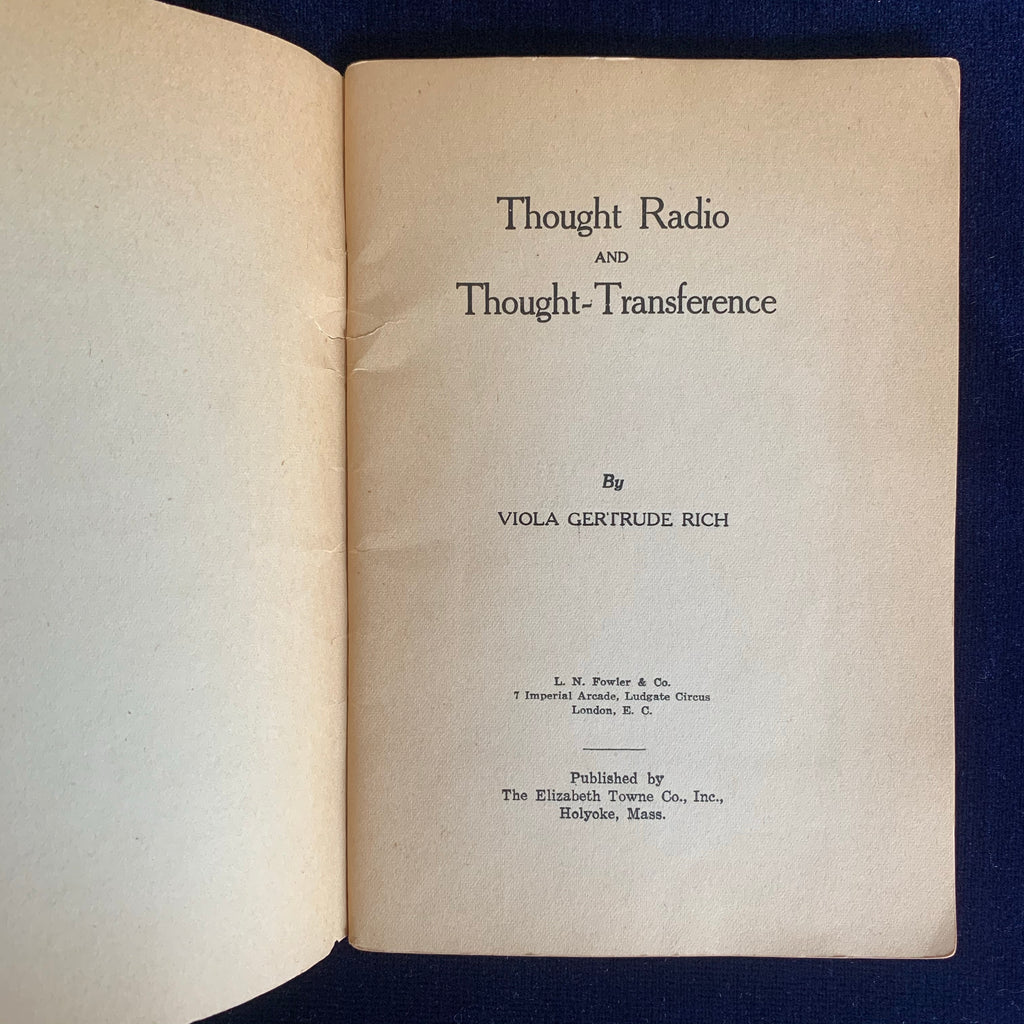 Thought Radio
AND
Thought-Transference
By
VIOLA GERTRUDE RICH
L. N. Fowler & Co.
7 Imperial Arcade, Ludgate Circus
London, E. C.
Published by
The Elizabeth Towne Co., Inc.,
Holyoke, Mass.